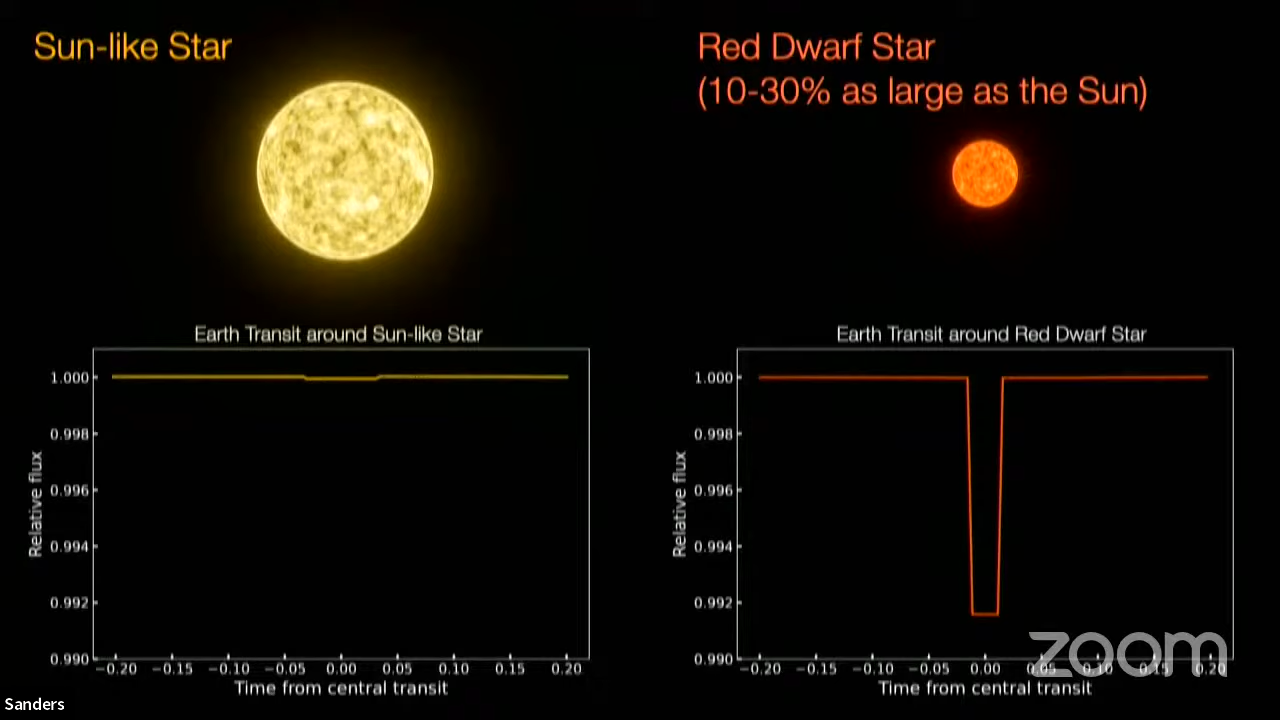 Sun-like Star
Red Dwarf Star
(10-30% as large as the Sun)
Earth Transit around Sun-like Star
1.000
0.998
0.996
0.994
0.992
0.990
Relative flux
−0.20 −0.15 −0.10 −0.05 0.00 0.05 0.10 0.15 0.20
Time from central transit
Earth Transit around Red Dwarf Star
1.000
0.998
0.996
0.994
0.992
0.990
Relative flux
−0.20 −0.15 −0.10 −0.05 0.00 0.05 0.10 0.15 0.20
Time from central transit
zoom
Sanders